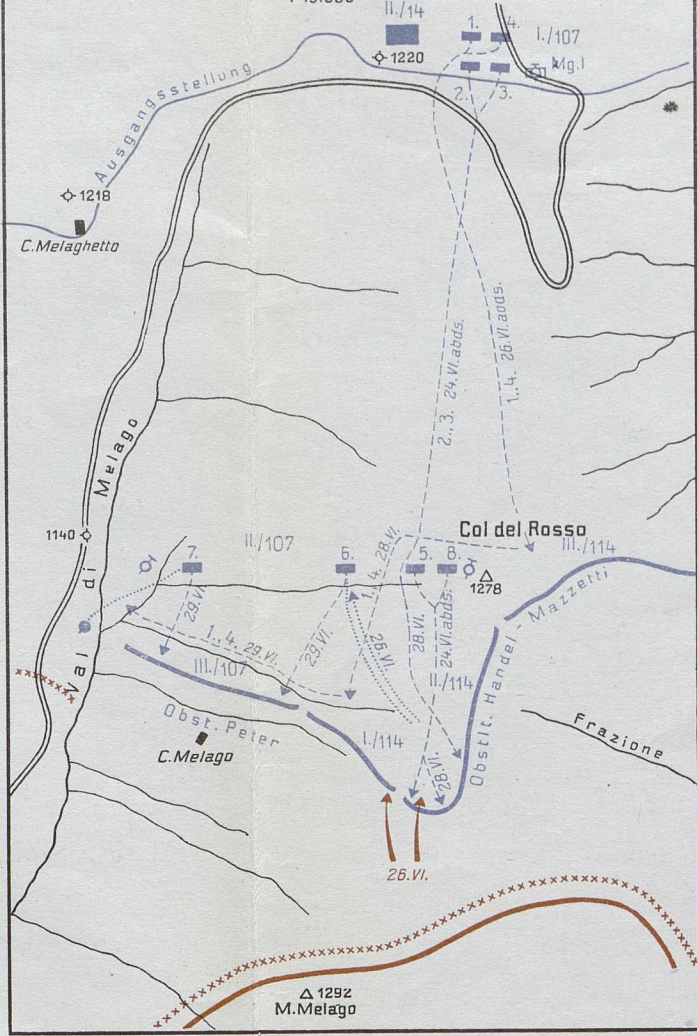 II./14
1.
4.
I./107
1220
Mg.I
2.
3.
Ausgangsstellung
1218
C.Melaghetto
2., 3. 24.VI.abds.
1., 4. 26.VI.abds.
Val di Melago
1140
Col del Rosso
III./114
7.
II./107
6.
1., 4. 28.VI.
5.
8.
1278
29.VI.
29.VI.
26.VI.
28.VI.
24.VI.abds.
1., 4. 29.VI.
III./107
II./114
Obstlt. Handel-Mazzetti
Obst. Peter
I./114
C.Melago
Frazione
28.VI.
26.VI.
1292
M.Melago